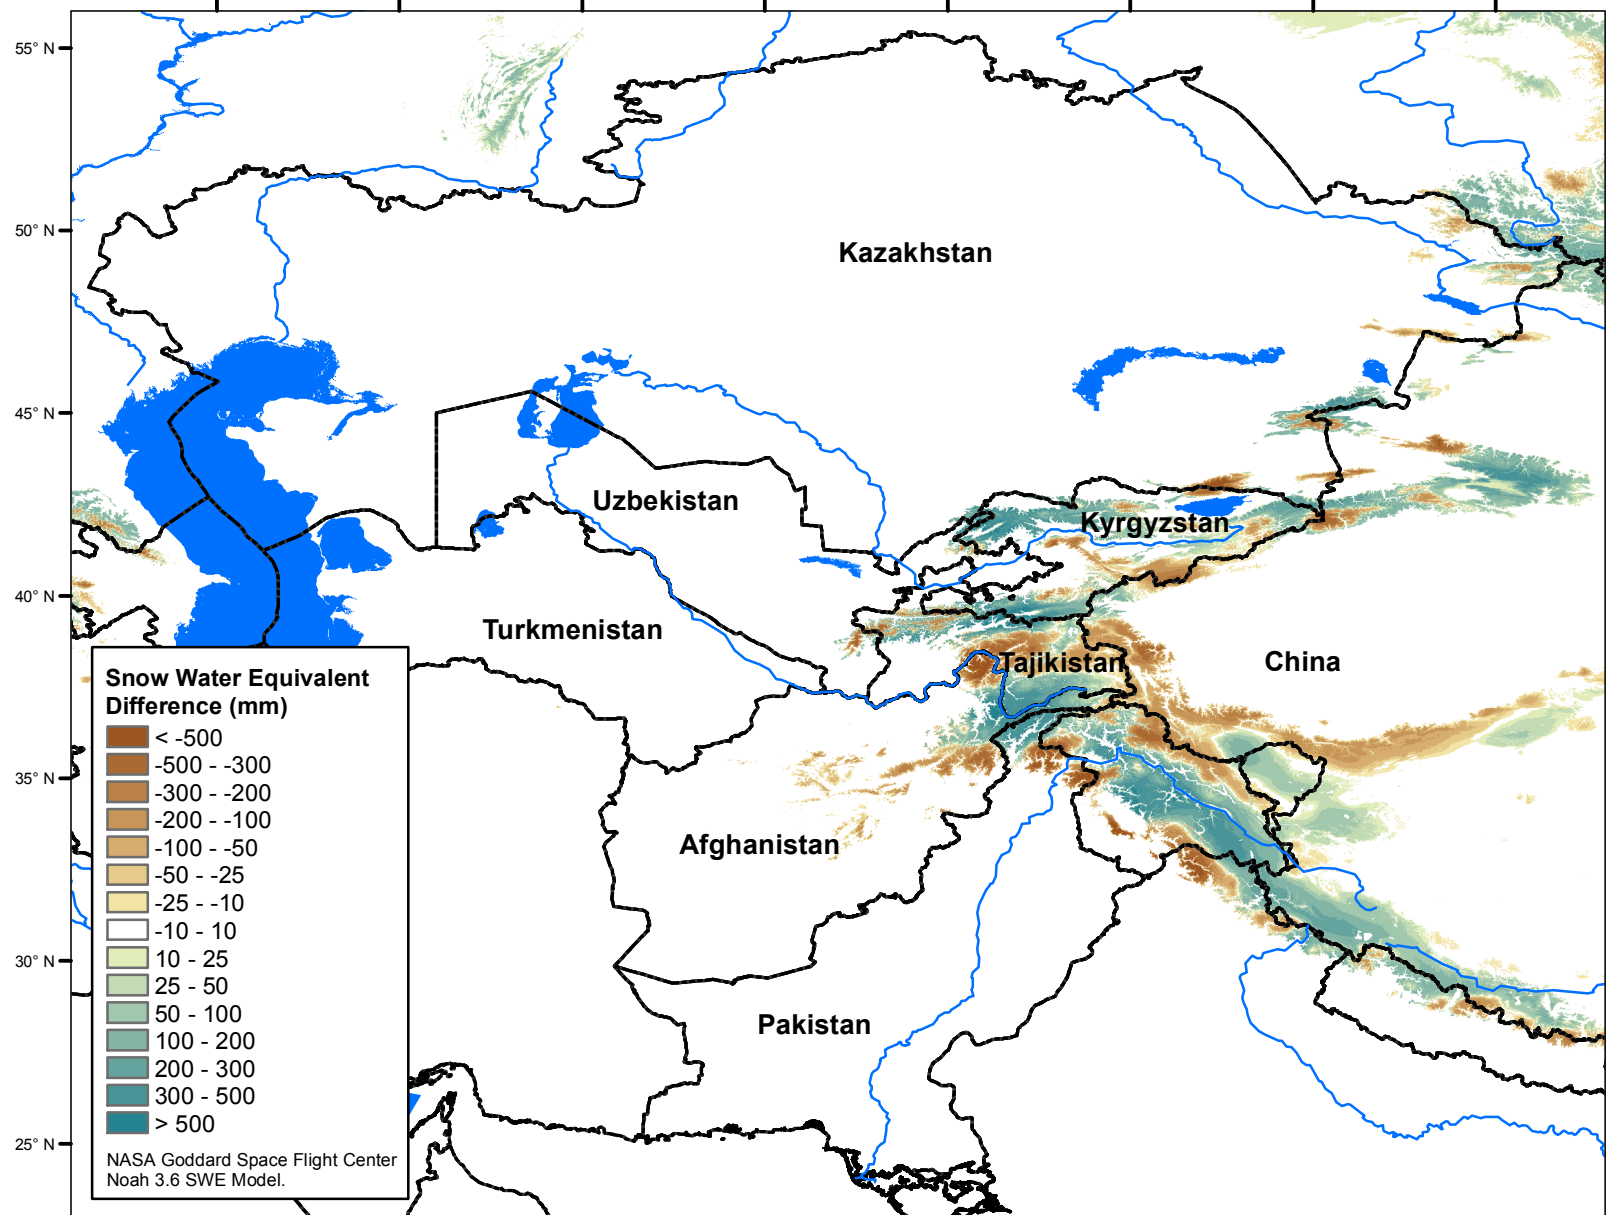 55° N
50° N
Kazakhstan
45° N
Uzbekistan
Kyrgyzstan
40° N
Turkmenistan
Tajikistan
China
Snow Water Equivalent
Difference (mm)
< -500
-500 - -300
-300 - -200
-200 - -100
-100 - -50
-50 - -25
-25 - -10
-10 - 10
10 - 25
25 - 50
50 - 100
100 - 200
200 - 300
300 - 500
> 500
NASA Goddard Space Flight Center
Noah 3.6 SWE Model.
35° N
Afghanistan
30° N
Pakistan
25° N